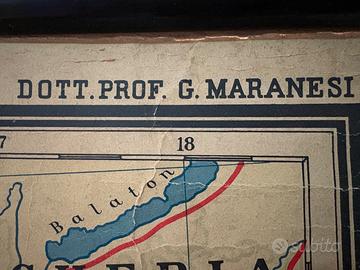 DOTT. PROF. G. MARANESI
7
18
Balaton
subito